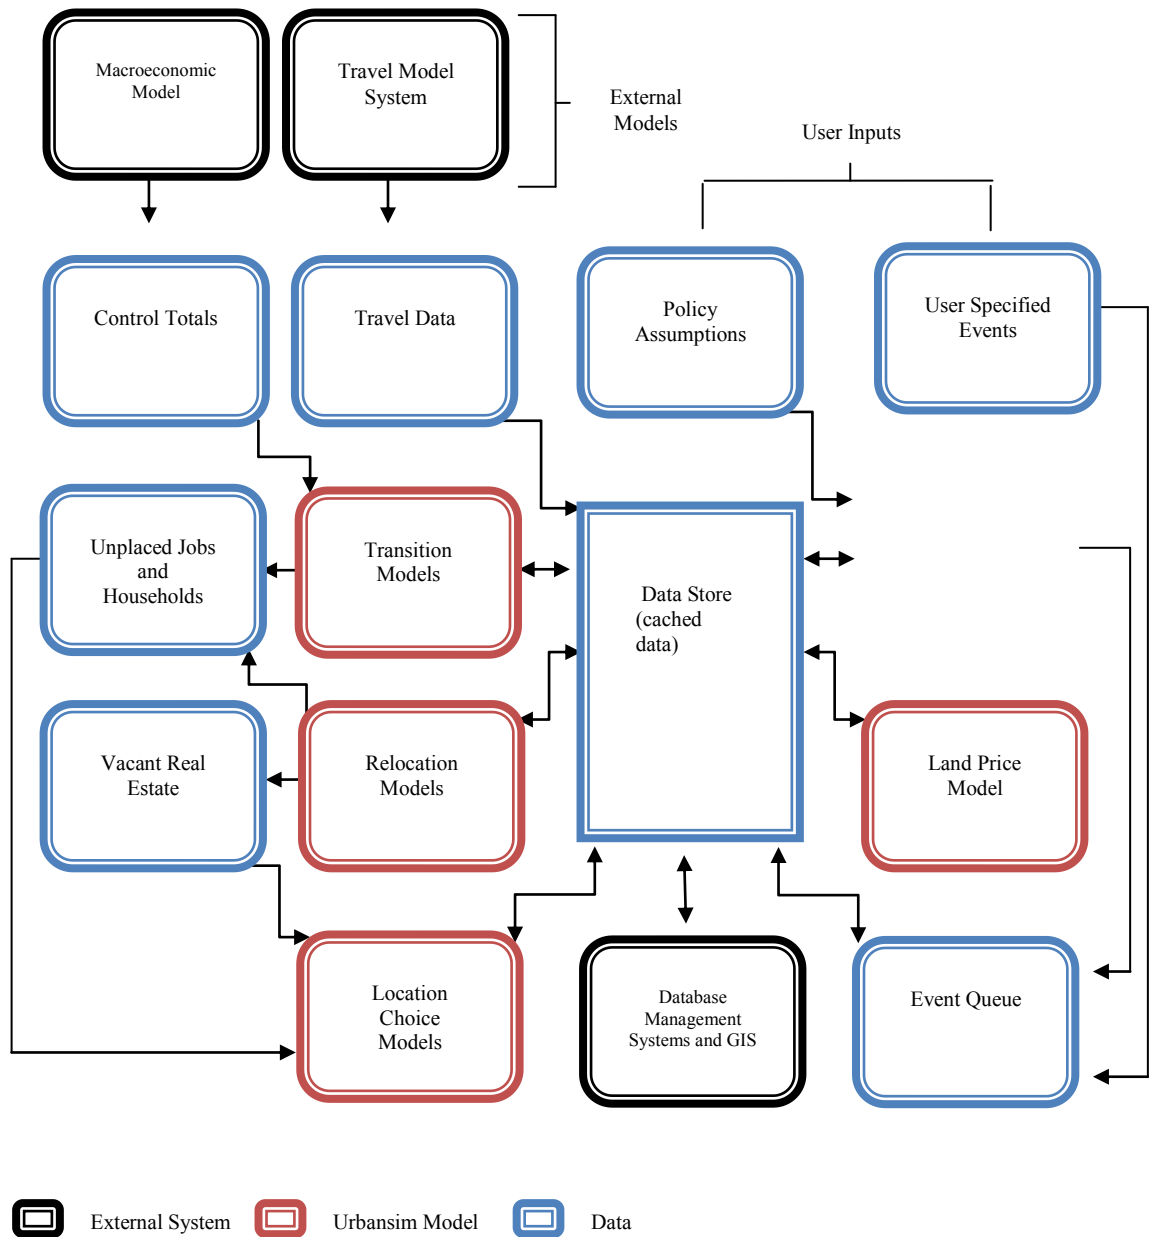 Macroeconomic
Model
Travel Model
System
External
Models
User Inputs
Control Totals
Travel Data
Policy
Assumptions
User Specified
Events
Unplaced Jobs
and
Households
Transition
Models
Data Store
(cached
data)
Vacant Real
Estate
Relocation
Models
Land Price
Model
Location
Choice
Models
Database
Management
Systems and GIS
Event Queue
External System
Urbansim Model
Data